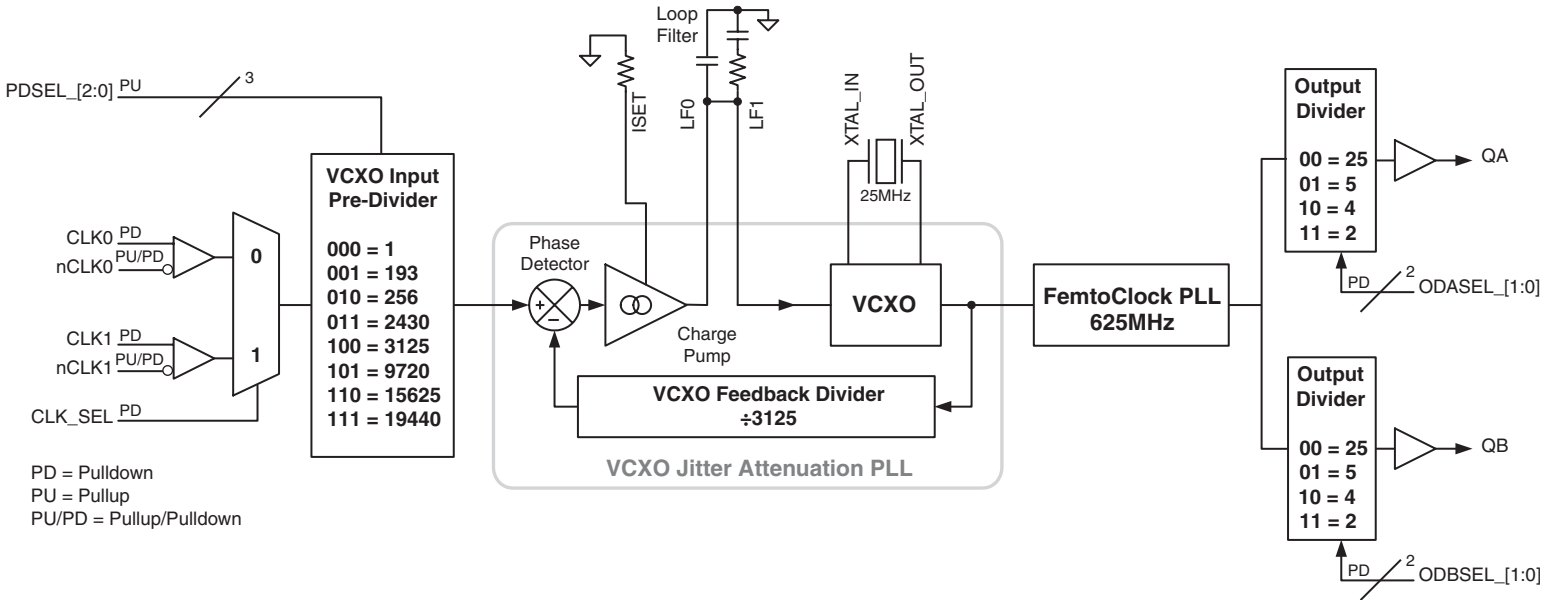 PDSEL_[2:0] PU
3
VCXO Input
Pre-Divider
000 = 1
001 = 193
010 = 256
011 = 2430
100 = 3125
101 = 9720
110 = 15625
111 = 19440
CLK0 PD
nCLK0 PU/PD
CLK1 PD
nCLK1 PU/PD
CLK_SEL PD
0
1
PD = Pulldown
PU = Pullup
PU/PD = Pullup/Pulldown
Loop
Filter
ISET
LF0
LF1
XTAL_IN
XTAL_OUT
25MHz
Phase
Detector
+
–
Charge
Pump
VCXO
VCXO Feedback Divider
÷3125
VCXO Jitter Attenuation PLL
FemtoClock PLL
625MHz
Output
Divider
00 = 25
01 = 5
10 = 4
11 = 2
QA
PD
2
ODASEL_[1:0]
Output
Divider
00 = 25
01 = 5
10 = 4
11 = 2
QB
PD
2
ODBSEL_[1:0]